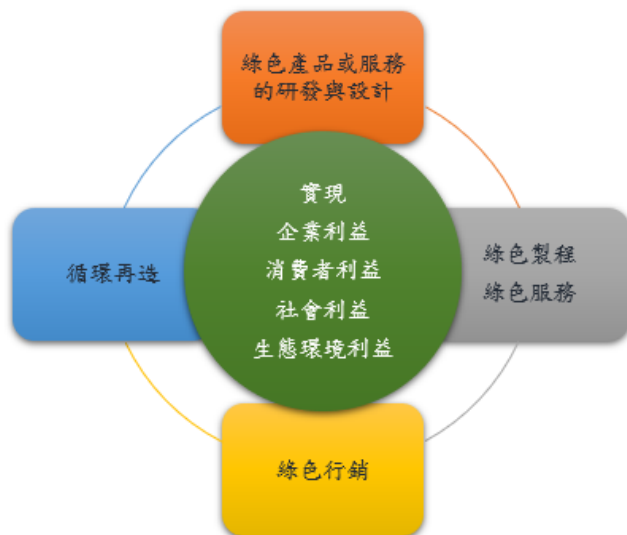 綠色產品或服務
的研發與設計
實現
企業利益
消費者利益
社會利益
生態環境利益
循環再造
綠色製程
綠色服務
綠色行銷